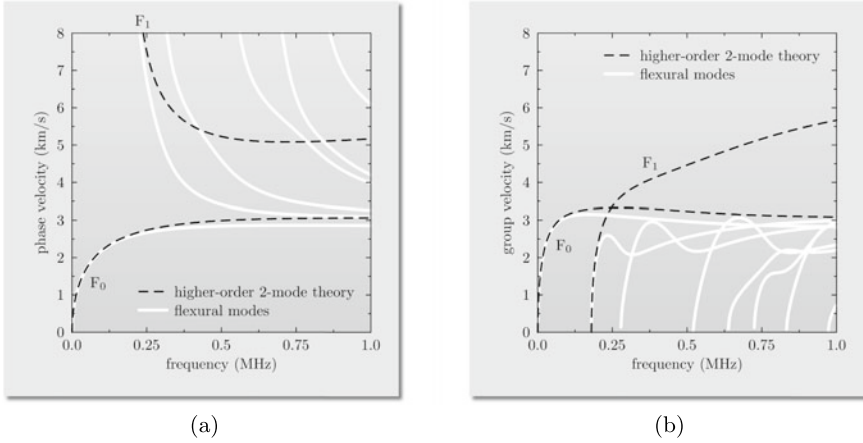 F₁
8
7
6
5
4
3
2
1
0
phase velocity (km/s)
F₀
higher-order 2-mode theory
flexural modes
0.0 0.25 0.5 0.75 1.0
frequency (MHz)
(a)
8
7
6
5
4
3
2
1
0
group velocity (km/s)
higher-order 2-mode theory
flexural modes
F₁
F₀
0.0 0.25 0.5 0.75 1.0
frequency (MHz)
(b)